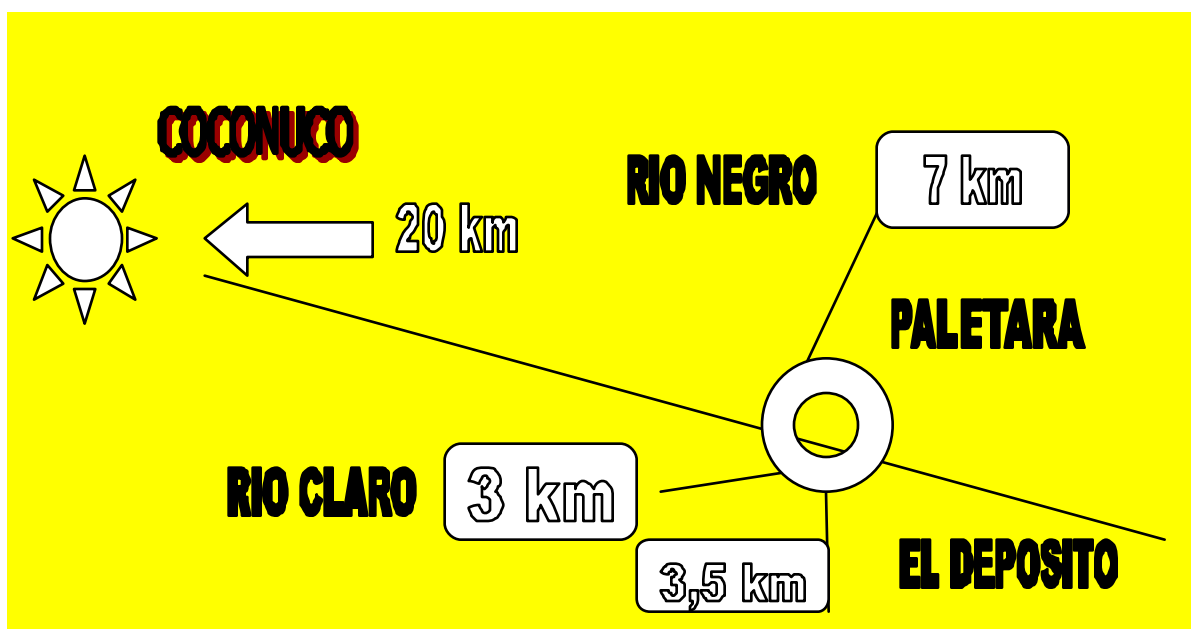 COCONUCO
20 km
RIO NEGRO
7 km
PALETARA
RIO CLARO
3 km
3,5 km
EL DEPOSITO